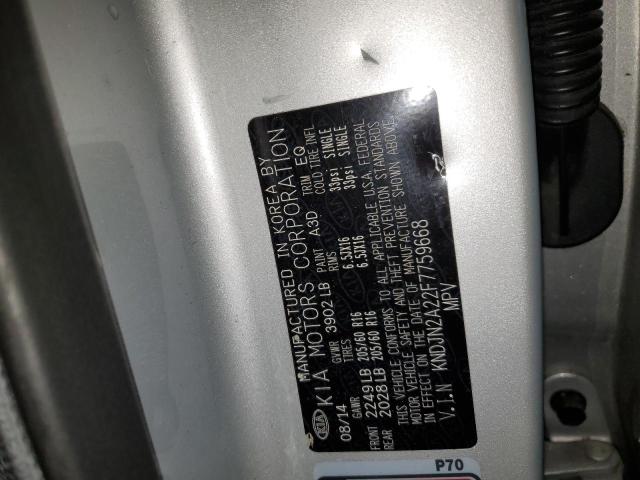 MANUFACTURED IN KOREA BY
KIA KIA MOTORS CORPORATION
08/14 GVWR 3902 LB PAINT A3D TRIM EQ
GAWR TIRES RIMS COLD TIRE INFL
FRONT 2249 LB 205/60 R16 6.5JX16 33psi SINGLE
REAR 2028 LB 205/60 R16 6.5JX16 33psi SINGLE
THIS VEHICLE CONFORMS TO ALL APPLICABLE U.S.A. FEDERAL
MOTOR VEHICLE SAFETY AND THEFT PREVENTION STANDARDS
IN EFFECT ON THE DATE OF MANUFACTURE SHOWN ABOVE.
V.I.N KNDJN2A22F7759668
MPV
P70